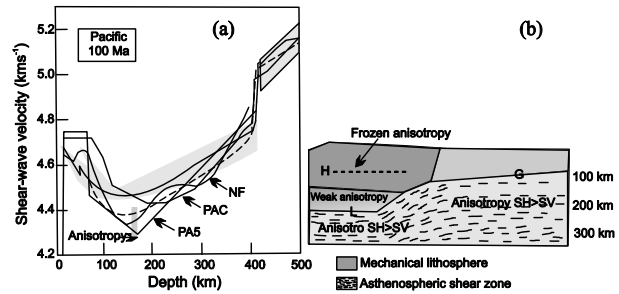 (a)
Pacific
100 Ma
5.2
5.0
4.8
4.6
4.4
4.2
Shear-wave velocity (kms-1)
NF
PAC
PA5
Anisotropy
0
100
200
300
400
500
Depth (km)
(b)
Frozen anisotropy
H
G
100 km
Weak anisotropy
L
Anisotropy SH>SV
200 km
Anisotro SH>SV
300 km
Mechanical lithosphere
Asthenospheric shear zone